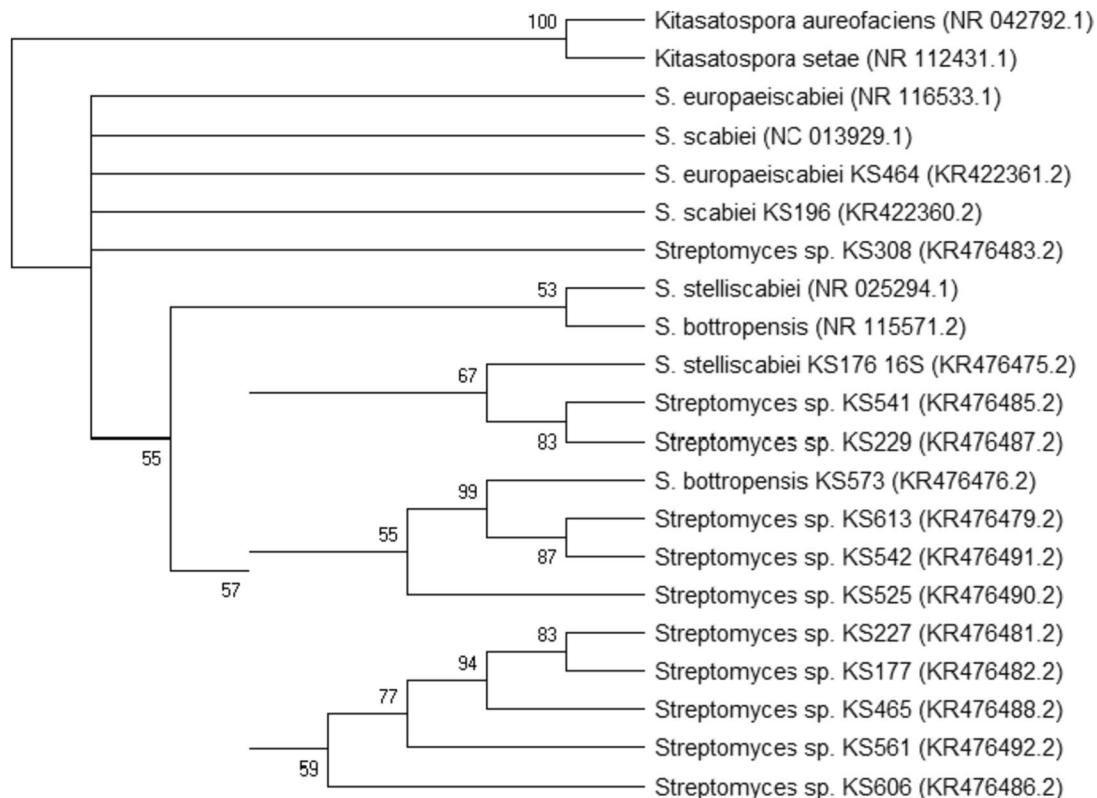 100
Kitasatospora aureofaciens (NR 042792.1)
Kitasatospora setae (NR 112431.1)
S. europaeiscabiei (NR 116533.1)
S. scabiei (NC 013929.1)
S. europaeiscabiei KS464 (KR422361.2)
S. scabiei KS196 (KR422360.2)
Streptomyces sp. KS308 (KR476483.2)
53
S. stelliscabiei (NR 025294.1)
S. bottropensis (NR 115571.2)
67
S. stelliscabiei KS176 16S (KR476475.2)
Streptomyces sp. KS541 (KR476485.2)
83
Streptomyces sp. KS229 (KR476487.2)
55
99
S. bottropensis KS573 (KR476476.2)
Streptomyces sp. KS613 (KR476479.2)
55
87
Streptomyces sp. KS542 (KR476491.2)
57
Streptomyces sp. KS525 (KR476490.2)
83
Streptomyces sp. KS227 (KR476481.2)
94
Streptomyces sp. KS177 (KR476482.2)
77
Streptomyces sp. KS465 (KR476488.2)
Streptomyces sp. KS561 (KR476492.2)
59
Streptomyces sp. KS606 (KR476486.2)